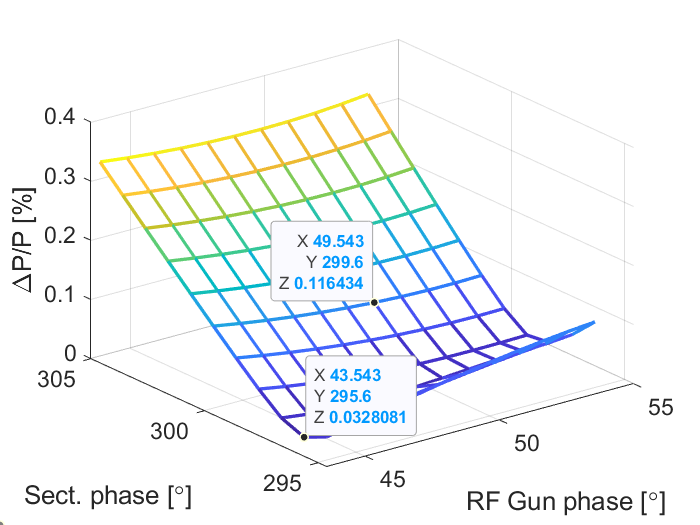 0.4
0.3
0.2
0.1
0
ΔP/P [%]
X 49.543
Y 299.6
Z 0.116434
X 43.543
Y 295.6
Z 0.0328081
305
300
295
Sect. phase [°]
45
50
55
RF Gun phase [°]